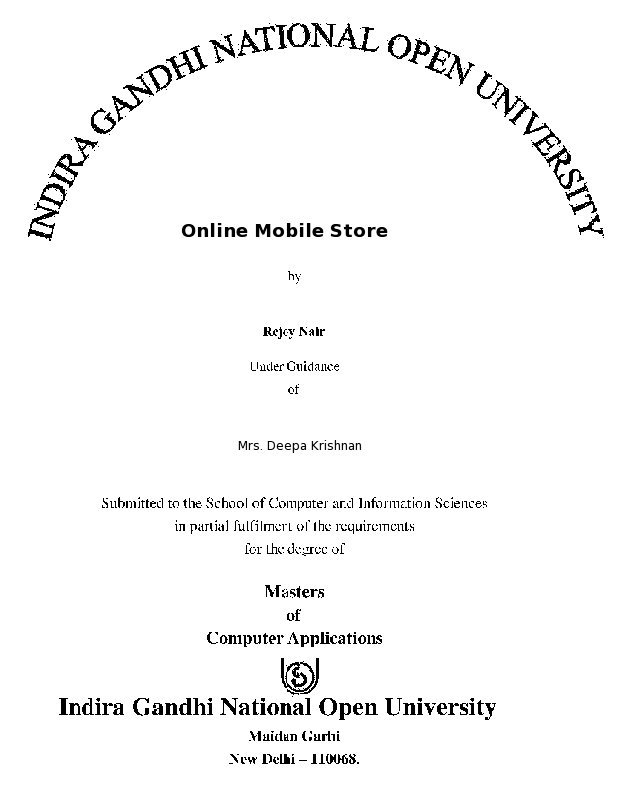 INDIRA GANDHI NATIONAL OPEN UNIVERSITY
Online Mobile Store
by
Rejey Nair
Under Guidance
of
Mrs. Deepa Krishnan
Submitted to the School of Computer and Information Sciences
in partial fulfilment of the requirements
for the degree of
Masters
of
Computer Applications
Indira Gandhi National Open University
Maidan Garhi
New Delhi – 110068.